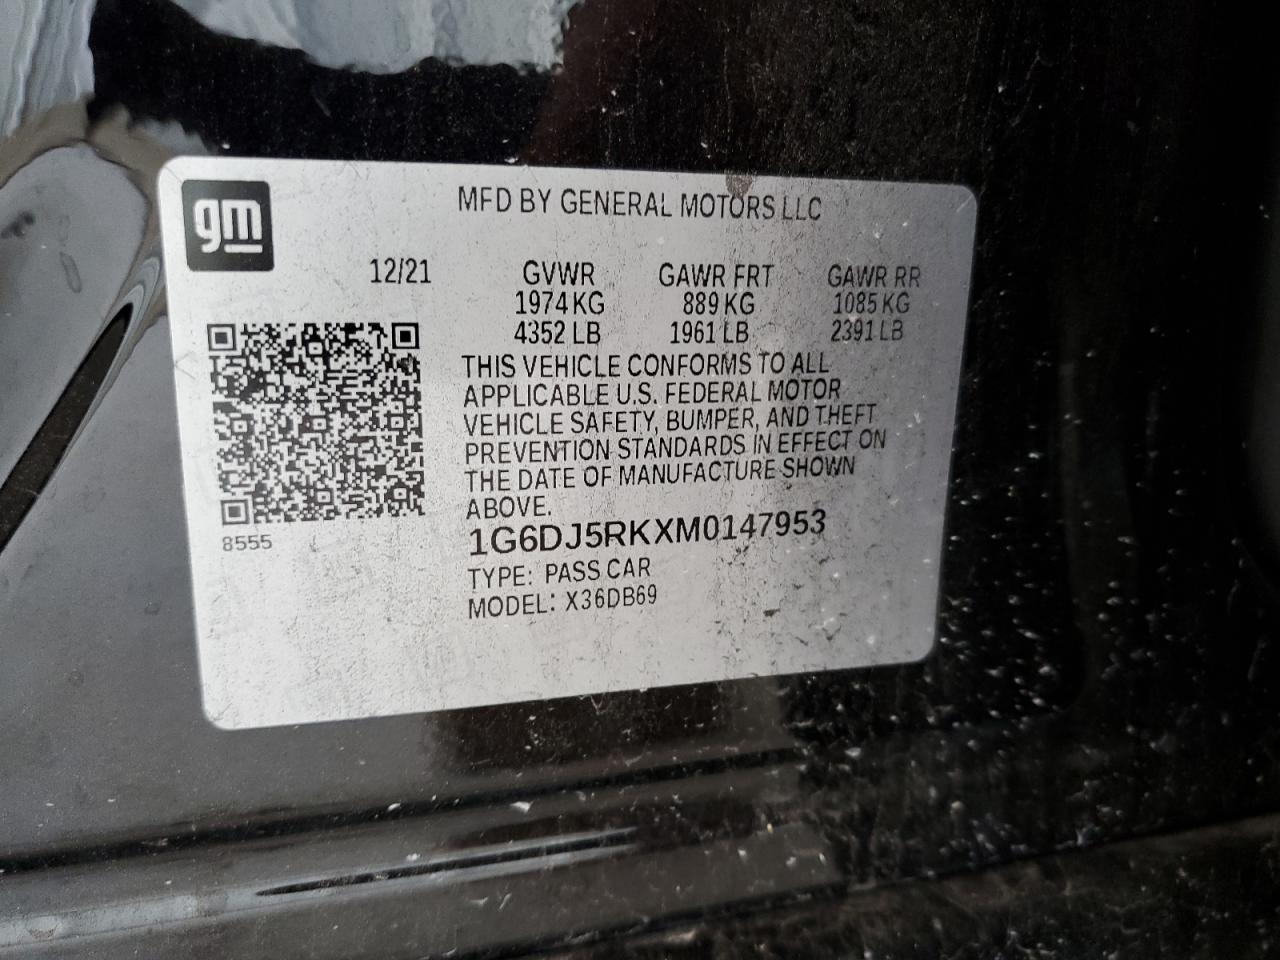 gm
MFD BY GENERAL MOTORS LLC
12/21 GVWR GAWR FRT GAWR RR
1974 KG 889 KG 1085 KG
4352 LB 1961 LB 2391 LB
THIS VEHICLE CONFORMS TO ALL
APPLICABLE U.S. FEDERAL MOTOR
VEHICLE SAFETY, BUMPER, AND THEFT
PREVENTION STANDARDS IN EFFECT ON
THE DATE OF MANUFACTURE SHOWN
ABOVE.
8555
1G6DJ5RKXM0147953
TYPE: PASS CAR
MODEL: X36DB69